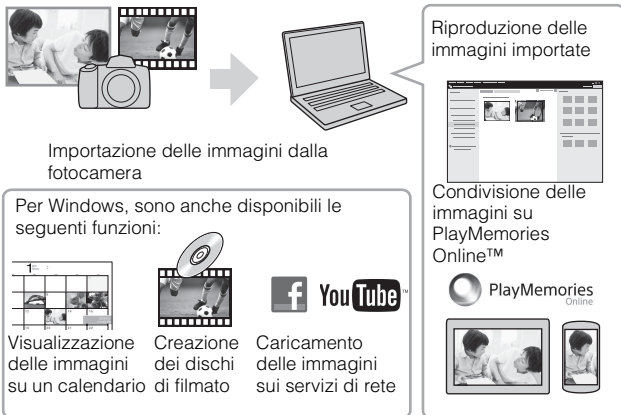 Importazione delle immagini dalla
fotocamera
Riproduzione delle
immagini importate
Condivisione delle
immagini su
PlayMemories
Online™
PlayMemories
Online
Per Windows, sono anche disponibili le
seguenti funzioni:
1
f
YouTube™
Visualizzazione
delle immagini
su un calendario
Creazione
dei dischi
di filmato
Caricamento
delle immagini
sui servizi di rete